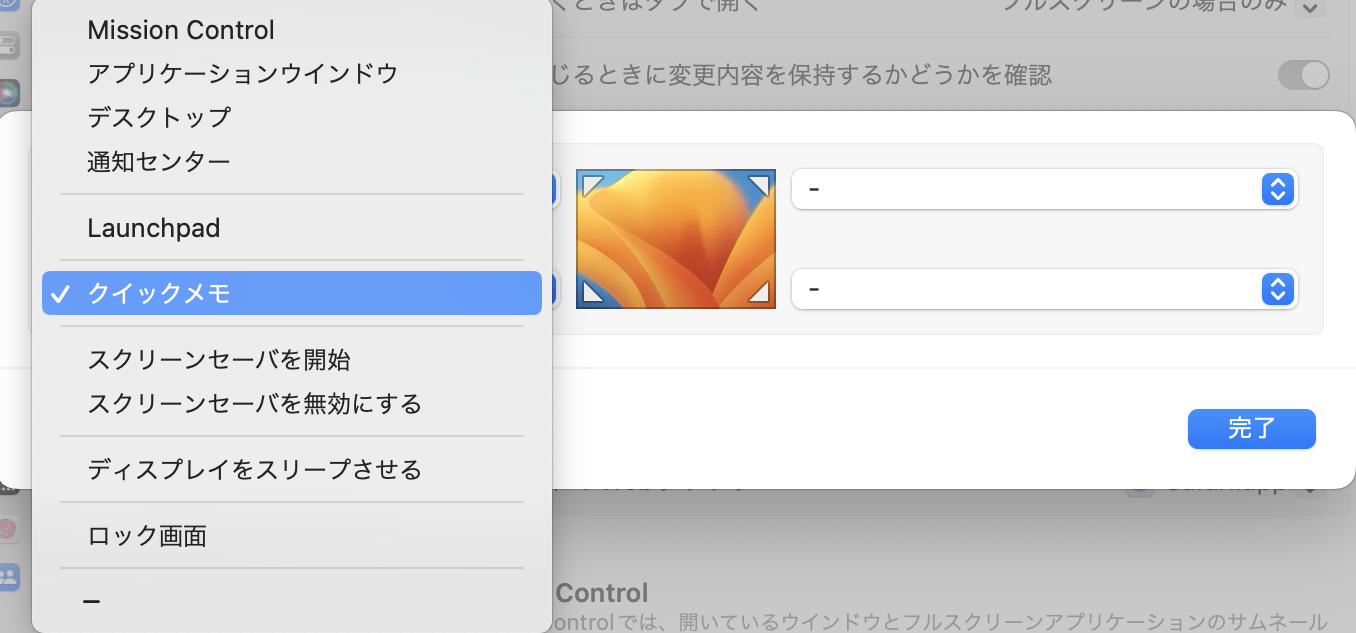 くときはタブで開く フルスクリーンの場合のみ
Mission Control
アプリケーションウインドウ
じるときに変更内容を保持するかどうかを確認
デスクトップ
通知センター
-
Launchpad
クイックメモ
-
スクリーンセーバを開始
スクリーンセーバを無効にする
完了
ディスプレイをスリープさせる
ロック画面
Control
–
ontrolでは、開いているウインドウとフルスクリーンアプリケーションのサムネール